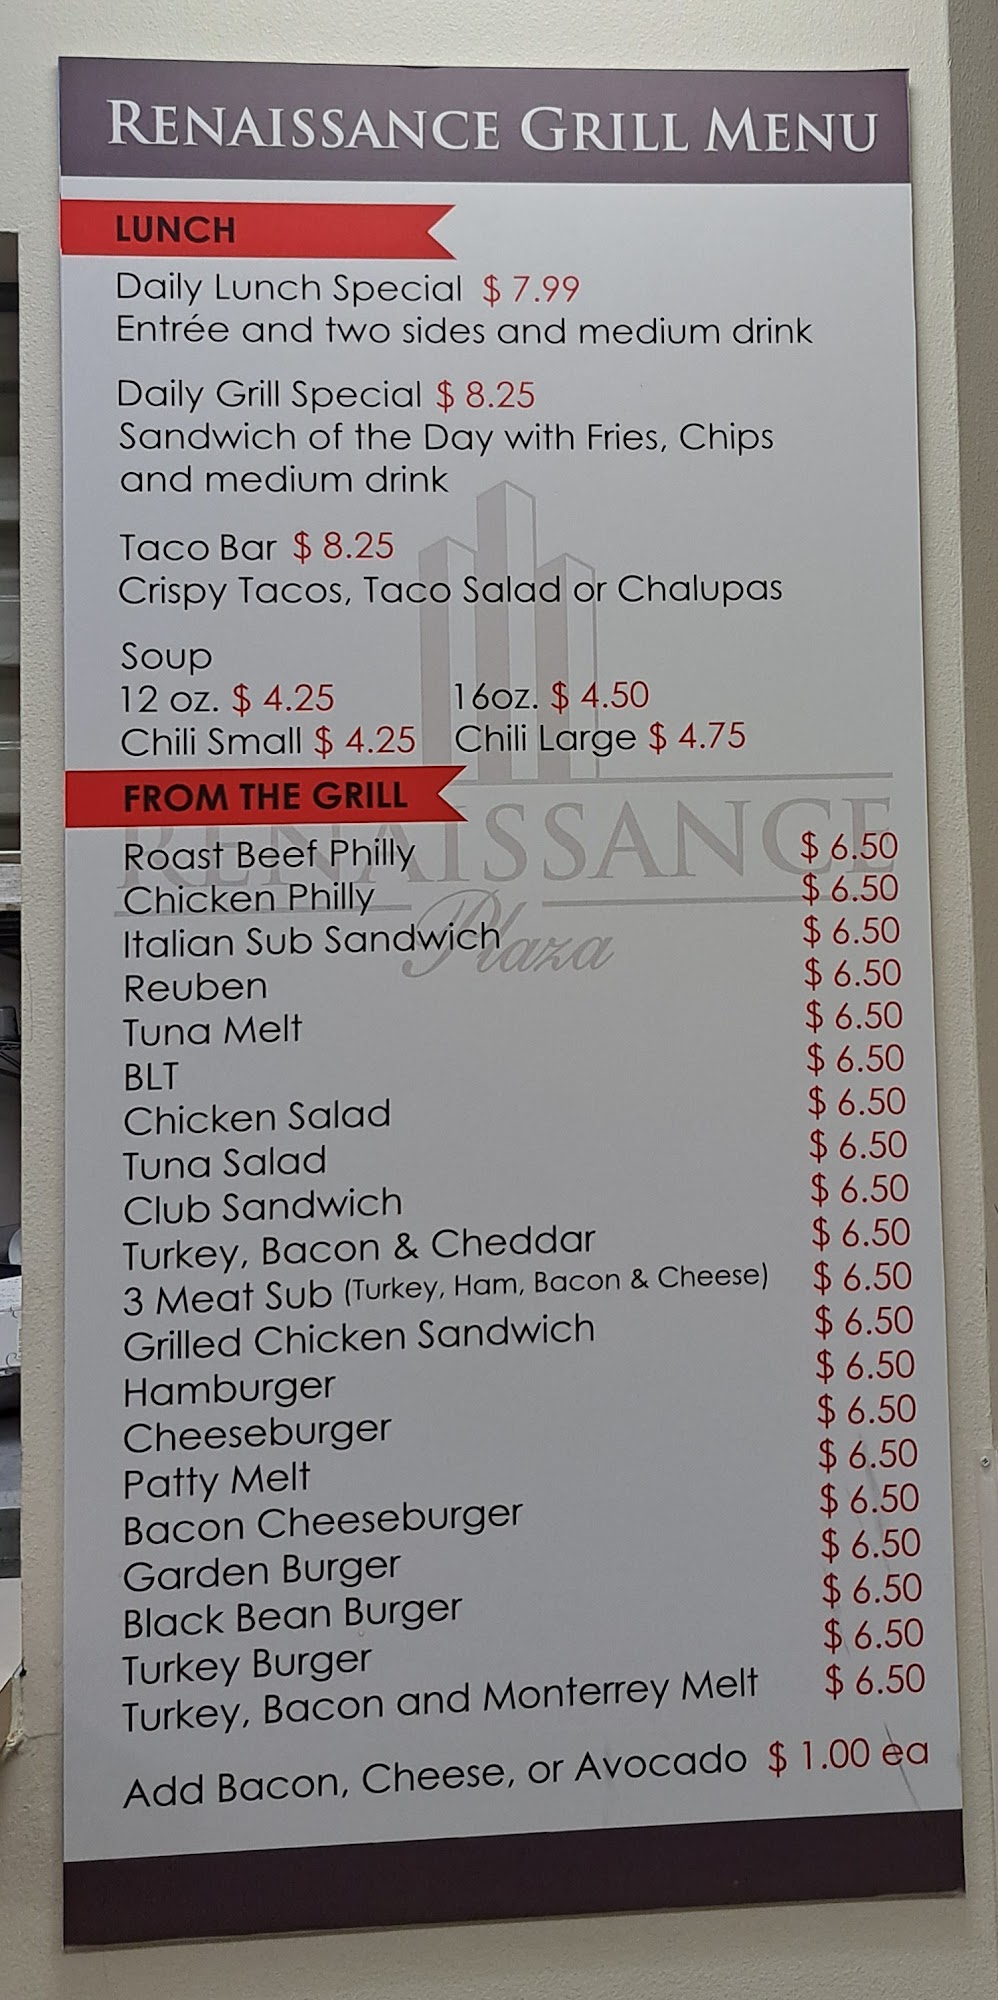 RENAISSANCE GRILL MENU
LUNCH
Daily Lunch Special $ 7.99
Entrée and two sides and medium drink
Daily Grill Special $ 8.25
Sandwich of the Day with Fries, Chips
and medium drink
Taco Bar $ 8.25
Crispy Tacos, Taco Salad or Chalupas
Soup
12 oz. $ 4.25 16oz. $ 4.50
Chili Small $ 4.25 Chili Large $ 4.75
FROM THE GRILL
RENAISSANCE
Plaza
Roast Beef Philly $ 6.50
Chicken Philly $ 6.50
Italian Sub Sandwich $ 6.50
Reuben $ 6.50
Tuna Melt $ 6.50
BLT $ 6.50
Chicken Salad $ 6.50
Tuna Salad $ 6.50
Club Sandwich $ 6.50
Turkey, Bacon & Cheddar $ 6.50
3 Meat Sub (Turkey, Ham, Bacon & Cheese) $ 6.50
Grilled Chicken Sandwich $ 6.50
Hamburger $ 6.50
Cheeseburger $ 6.50
Patty Melt $ 6.50
Bacon Cheeseburger $ 6.50
Garden Burger $ 6.50
Black Bean Burger $ 6.50
Turkey Burger $ 6.50
Turkey, Bacon and Monterrey Melt $ 6.50
Add Bacon, Cheese, or Avocado $ 1.00 ea